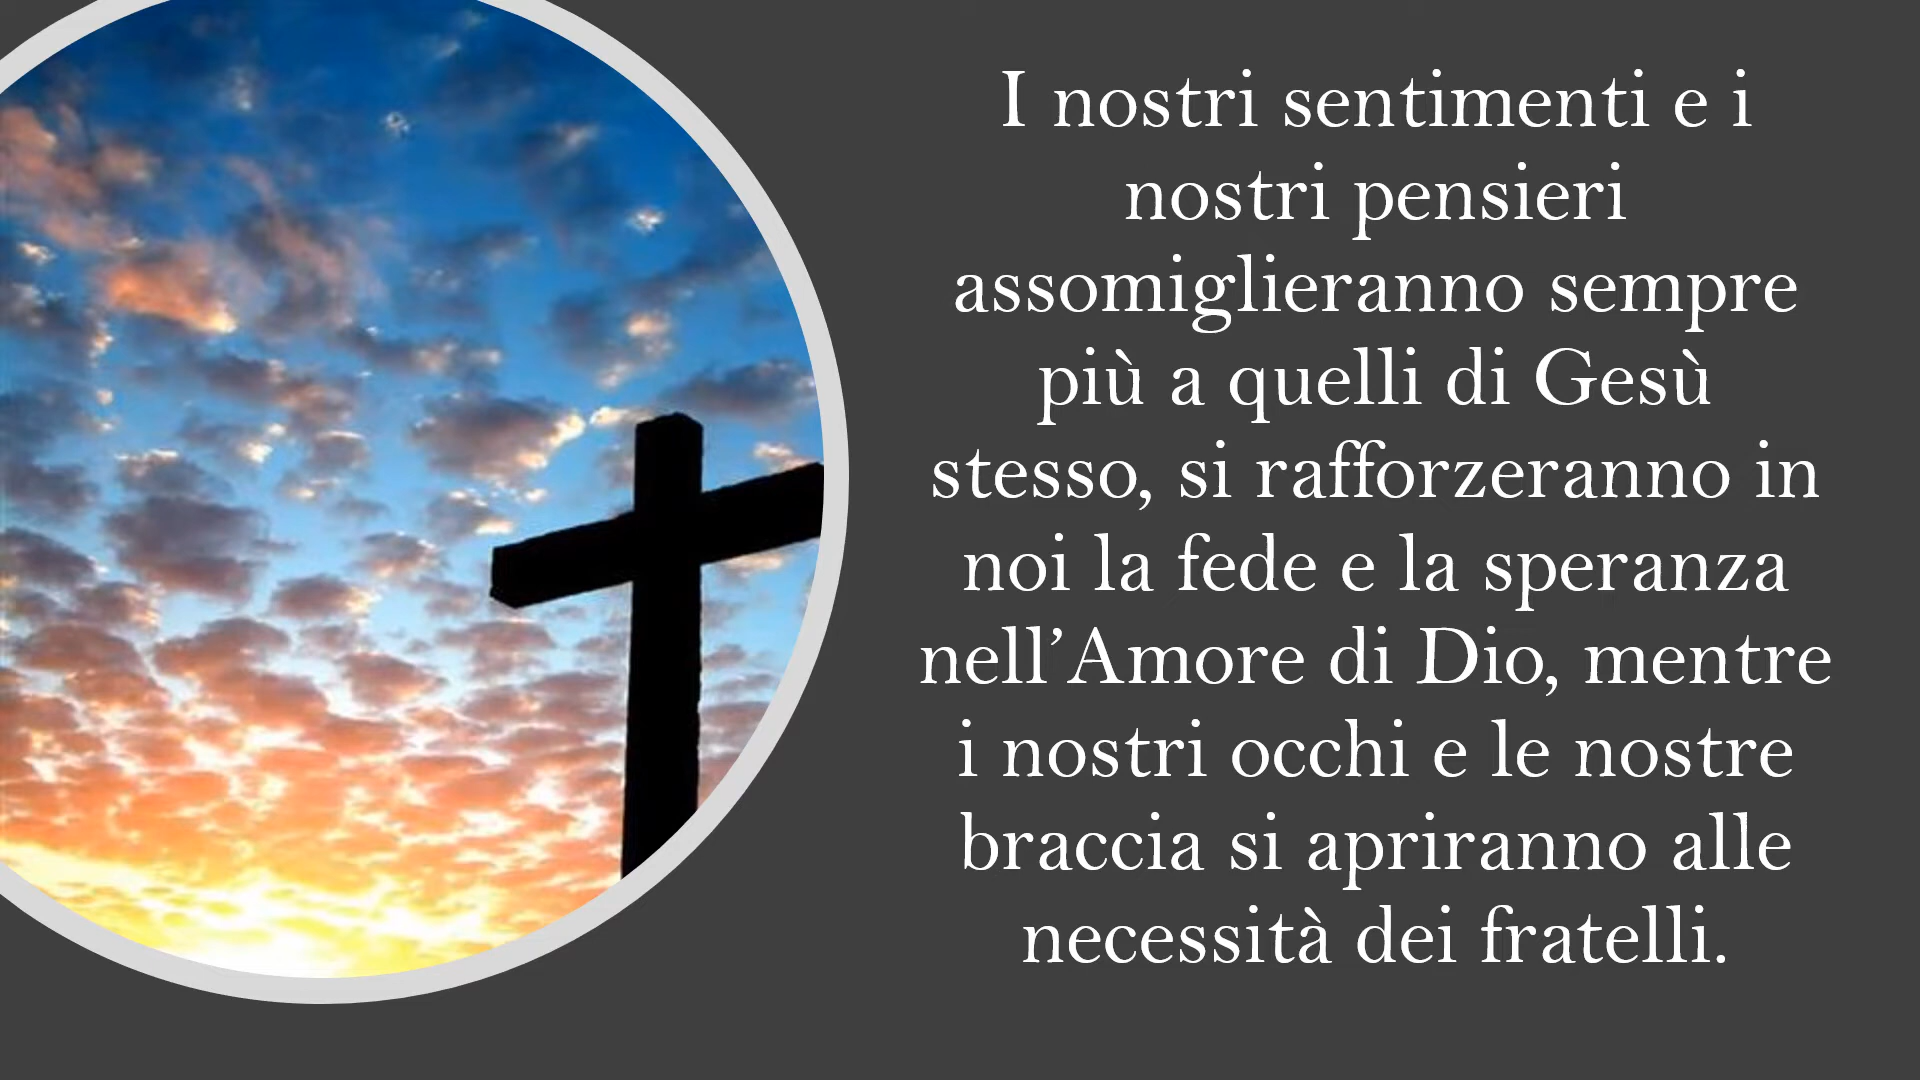 I nostri sentimenti e i
nostri pensieri
assomiglieranno sempre
più a quelli di Gesù
stesso, si rafforzeranno in
noi la fede e la speranza
nell’Amore di Dio, mentre
i nostri occhi e le nostre
braccia si apriranno alle
necessità dei fratelli.